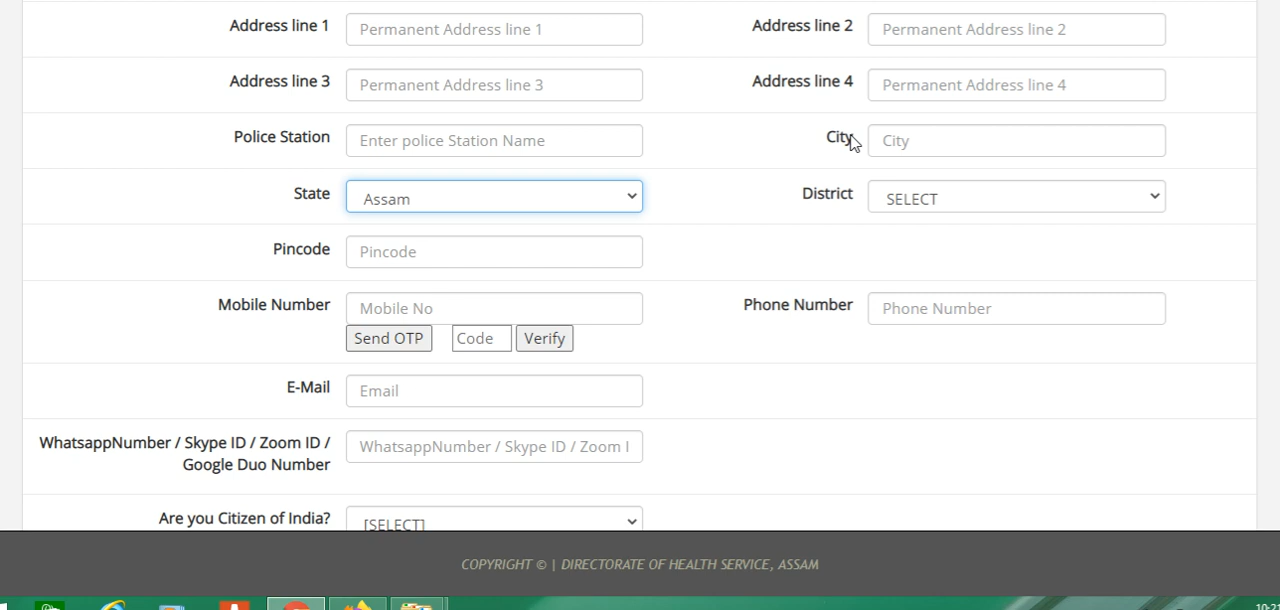 Address line 1 Permanent Address line 1 Address line 2 Permanent Address line 2
Address line 3 Permanent Address line 3 Address line 4 Permanent Address line 4
Police Station Enter police Station Name City City
State Assam District SELECT
Pincode Pincode
Mobile Number Mobile No Phone Number Phone Number
Send OTP Code Verify
E-Mail Email
WhatsappNumber / Skype ID / Zoom ID / WhatsappNumber / Skype ID / Zoom I
Google Duo Number
Are you Citizen of India? [SELECT]
COPYRIGHT © | DIRECTORATE OF HEALTH SERVICE, ASSAM